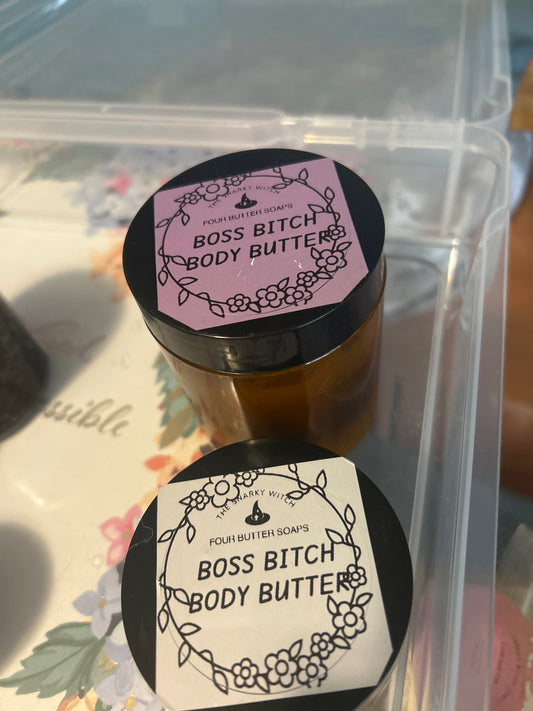 THE SNARKY WITCH
FOUR BUTTER SOAPS
BOSS BITCH
BODY BUTTER
THE SNARKY WITCH
FOUR BUTTER SOAPS
BOSS BITCH
BODY BUTTER